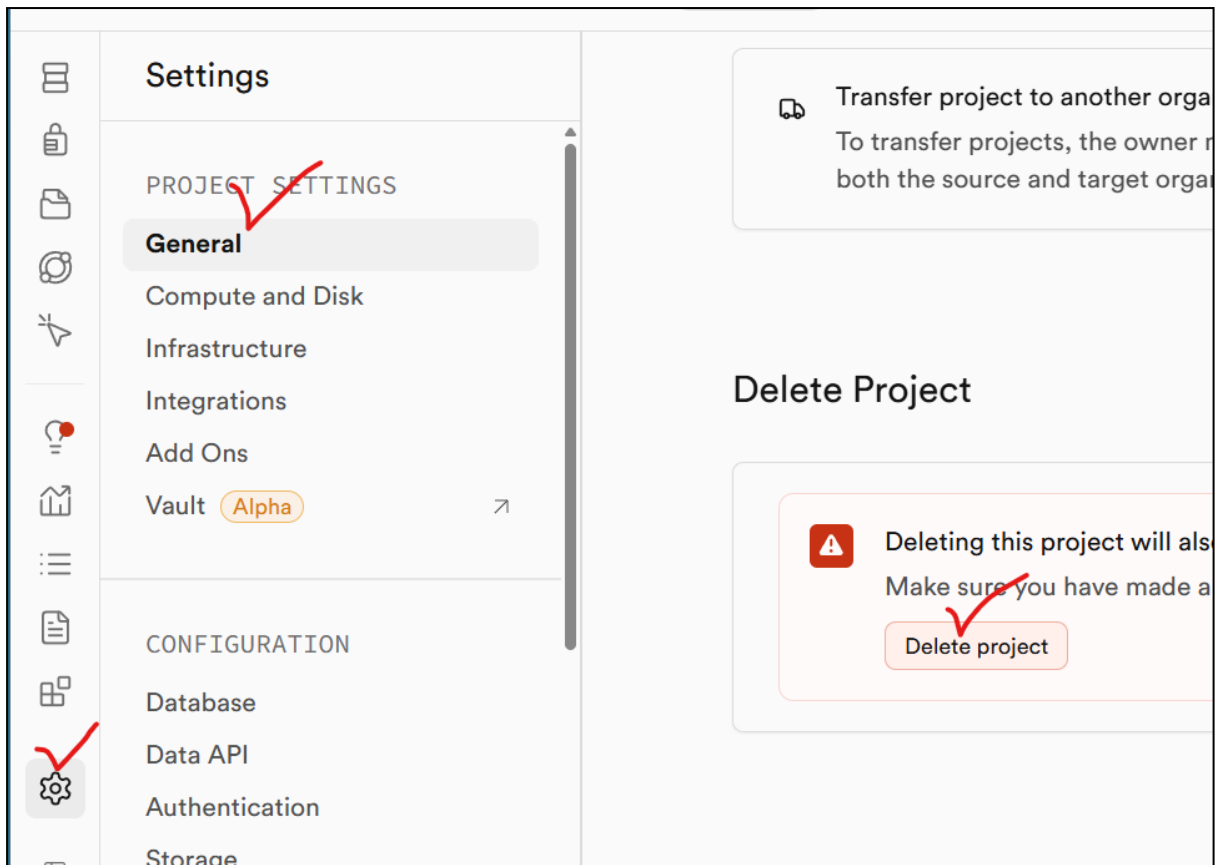 Settings
PROJECT SETTINGS
General
Compute and Disk
Infrastructure
Integrations
Add Ons
Vault Alpha
CONFIGURATION
Database
Data API
Authentication
Storage
Transfer project to another orga
To transfer projects, the owner
both the source and target orga
Delete Project
Deleting this project will als
Make sure you have made a
Delete project